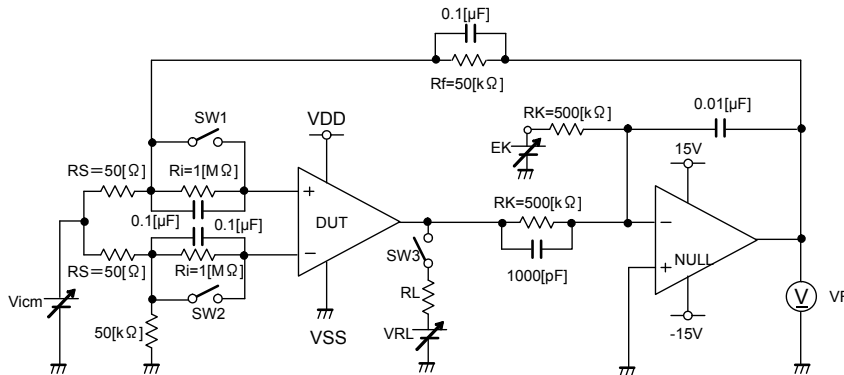 0.1[μF]
Rf=50[kΩ]
SW1
VDD
RK=500[kΩ]
0.01[μF]
EK
15V
RS=50[Ω]
Ri=1[MΩ]
+
0.1[μF]
0.1[μF]
DUT
RK=500[kΩ]
−
NULL
+
−
RS=50[Ω]
Ri=1[MΩ]
SW3
1000[pF]
V
Vicm
SW2
RL
50[kΩ]
VSS
VRL
-15V